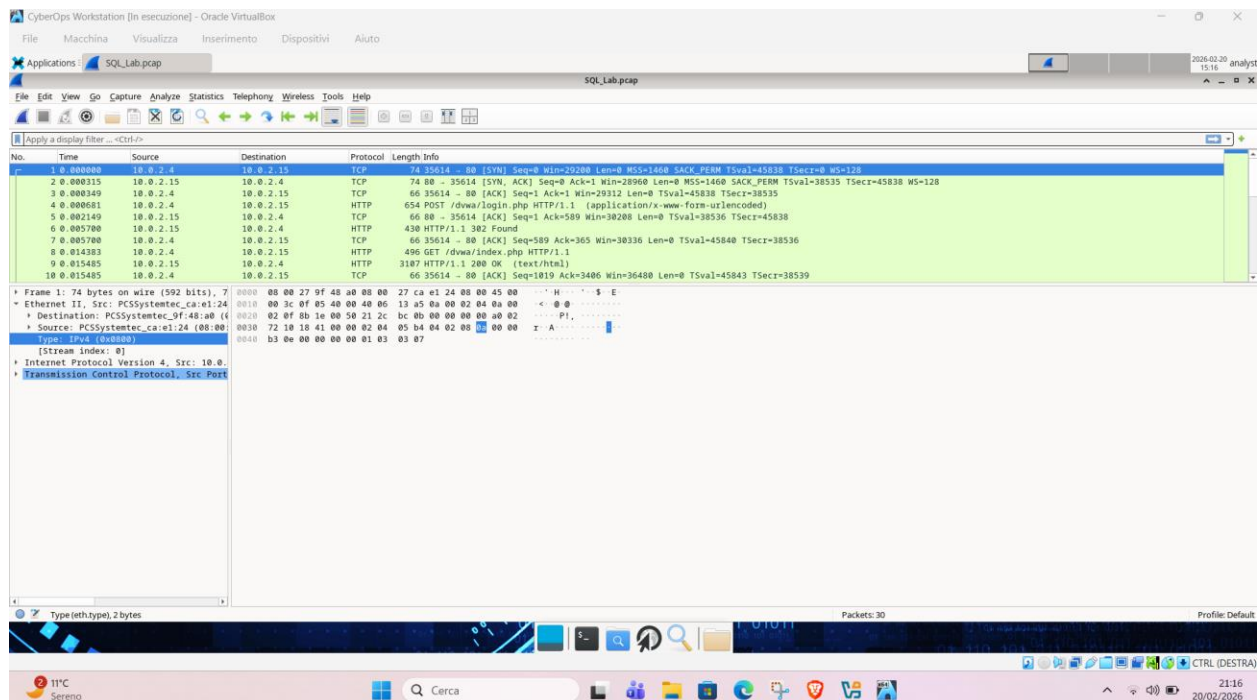 CyberOps Workstation [In esecuzione] - Oracle VirtualBox
File Macchina Visualizza Inserimento Dispositivi Aiuto
Applications SQL_Lab.pcap 2026-02-20 15:16 analyst
SQL_Lab.pcap
File Edit View Go Capture Analyze Statistics Telephony Wireless Tools Help
Apply a display filter ... <Ctrl-/>
No. Time Source Destination Protocol Length Info
1 0.000000 10.0.2.4 10.0.2.15 TCP 74 35614 → 80 [SYN] Seq=0 Win=29200 Len=0 MSS=1460 SACK_PERM TSval=45838 TSecr=0 WS=128
2 0.000315 10.0.2.15 10.0.2.4 TCP 74 80 → 35614 [SYN, ACK] Seq=0 Ack=1 Win=28960 Len=0 MSS=1460 SACK_PERM TSval=38535 TSecr=45838 WS=128
3 0.000349 10.0.2.4 10.0.2.15 TCP 66 35614 → 80 [ACK] Seq=1 Ack=1 Win=29312 Len=0 TSval=45838 TSecr=38535
4 0.000681 10.0.2.4 10.0.2.15 HTTP 654 POST /dvwa/login.php HTTP/1.1 (application/x-www-form-urlencoded)
5 0.002149 10.0.2.15 10.0.2.4 TCP 66 80 → 35614 [ACK] Seq=1 Ack=589 Win=30208 Len=0 TSval=38536 TSecr=45838
6 0.005700 10.0.2.15 10.0.2.4 HTTP 430 HTTP/1.1 302 Found
7 0.005700 10.0.2.4 10.0.2.15 TCP 66 35614 → 80 [ACK] Seq=589 Ack=365 Win=30336 Len=0 TSval=45840 TSecr=38536
8 0.014383 10.0.2.4 10.0.2.15 HTTP 496 GET /dvwa/index.php HTTP/1.1
9 0.015485 10.0.2.15 10.0.2.4 HTTP 3107 HTTP/1.1 200 OK (text/html)
10 0.015485 10.0.2.4 10.0.2.15 TCP 66 35614 → 80 [ACK] Seq=1019 Ack=3406 Win=36480 Len=0 TSval=45843 TSecr=38539
Frame 1: 74 bytes on wire (592 bits), 7 0000 08 00 27 9f 48 a0 08 00 27 ca e1 24 08 00 45 00 ··'·H···'··$··E·
Ethernet II, Src: PCSSystemtec_ca:e1:24 0010 00 3c 0f 05 40 00 40 06 13 a5 0a 00 02 04 0a 00 ·<··@·@·········
Destination: PCSSystemtec_9f:48:a0 ( 0020 02 0f 8b 1e 00 50 21 2c bc 0b 00 00 00 00 a0 02 ·····P!,········
Source: PCSSystemtec_ca:e1:24 (08:00: 0030 72 10 18 41 00 00 02 04 05 b4 04 02 08 0a 00 00 r··A············
Type: IPv4 (0x0800) 0040 b3 0e 00 00 00 00 01 03 03 07 ··········
[Stream index: 0]
Internet Protocol Version 4, Src: 10.0.
Transmission Control Protocol, Src Port
Type (eth.type), 2 bytes Packets: 30 Profile: Default
CTRL (DESTRA)
2 11°C Cerca 21:16
Sereno 20/02/2026